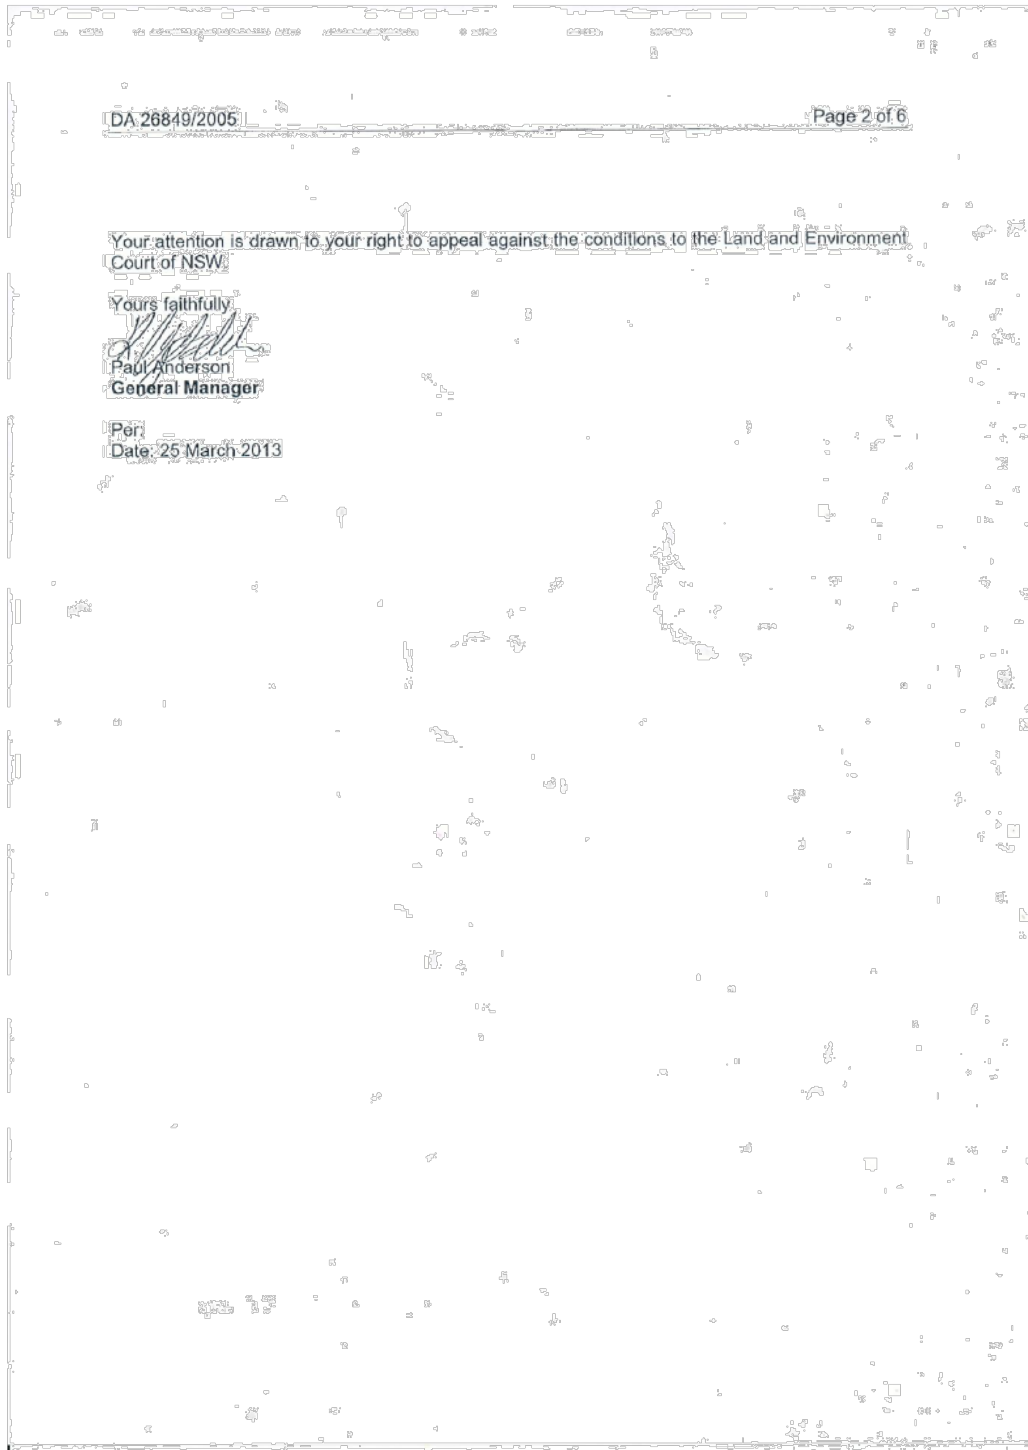 DA 26849/2005 Page 2 of 6
Your attention is drawn to your right to appeal against the conditions to the Land and Environment
Court of NSW
Yours faithfully
Paul Anderson
General Manager
Per:
Date: 25 March 2013